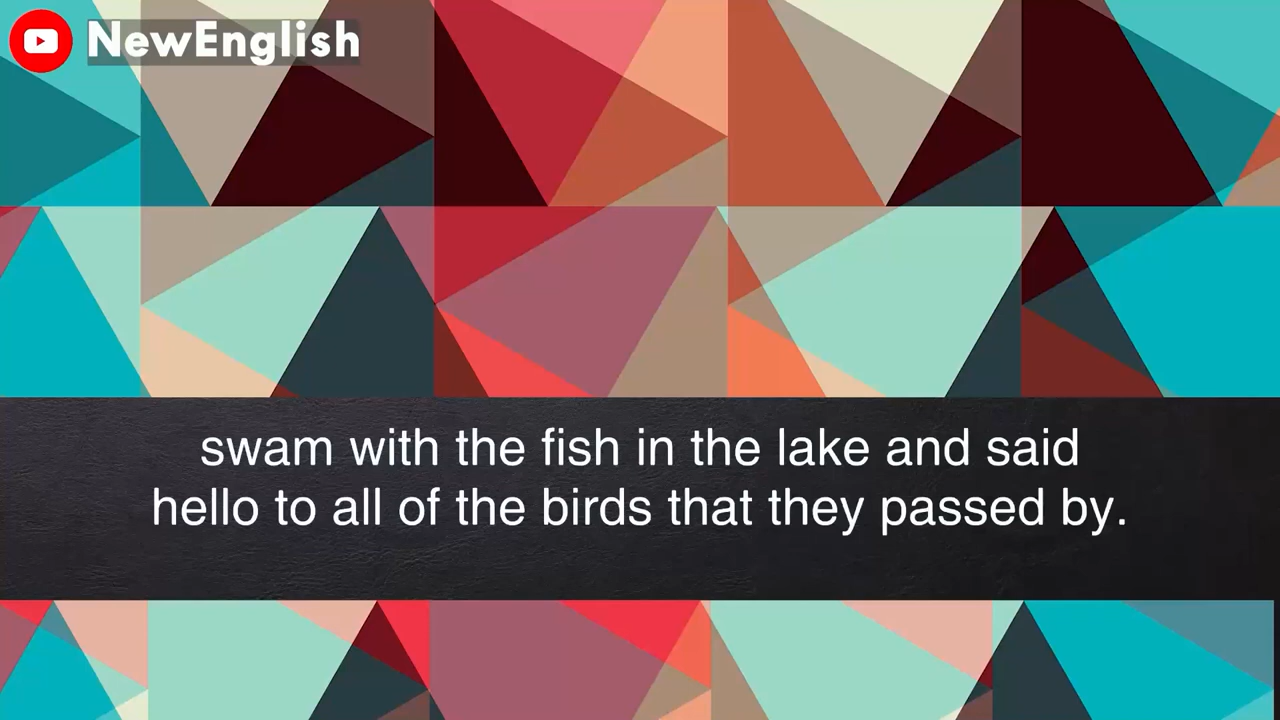 NewEnglish
swam with the fish in the lake and said
hello to all of the birds that they passed by.